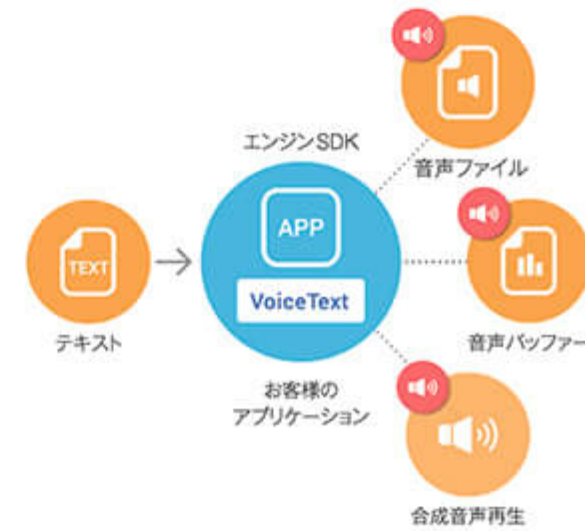 エンジンSDK
音声ファイル
APP
TEXT
VoiceText
テキスト
音声バッファー
お客様の
アプリケーション
合成音声再生